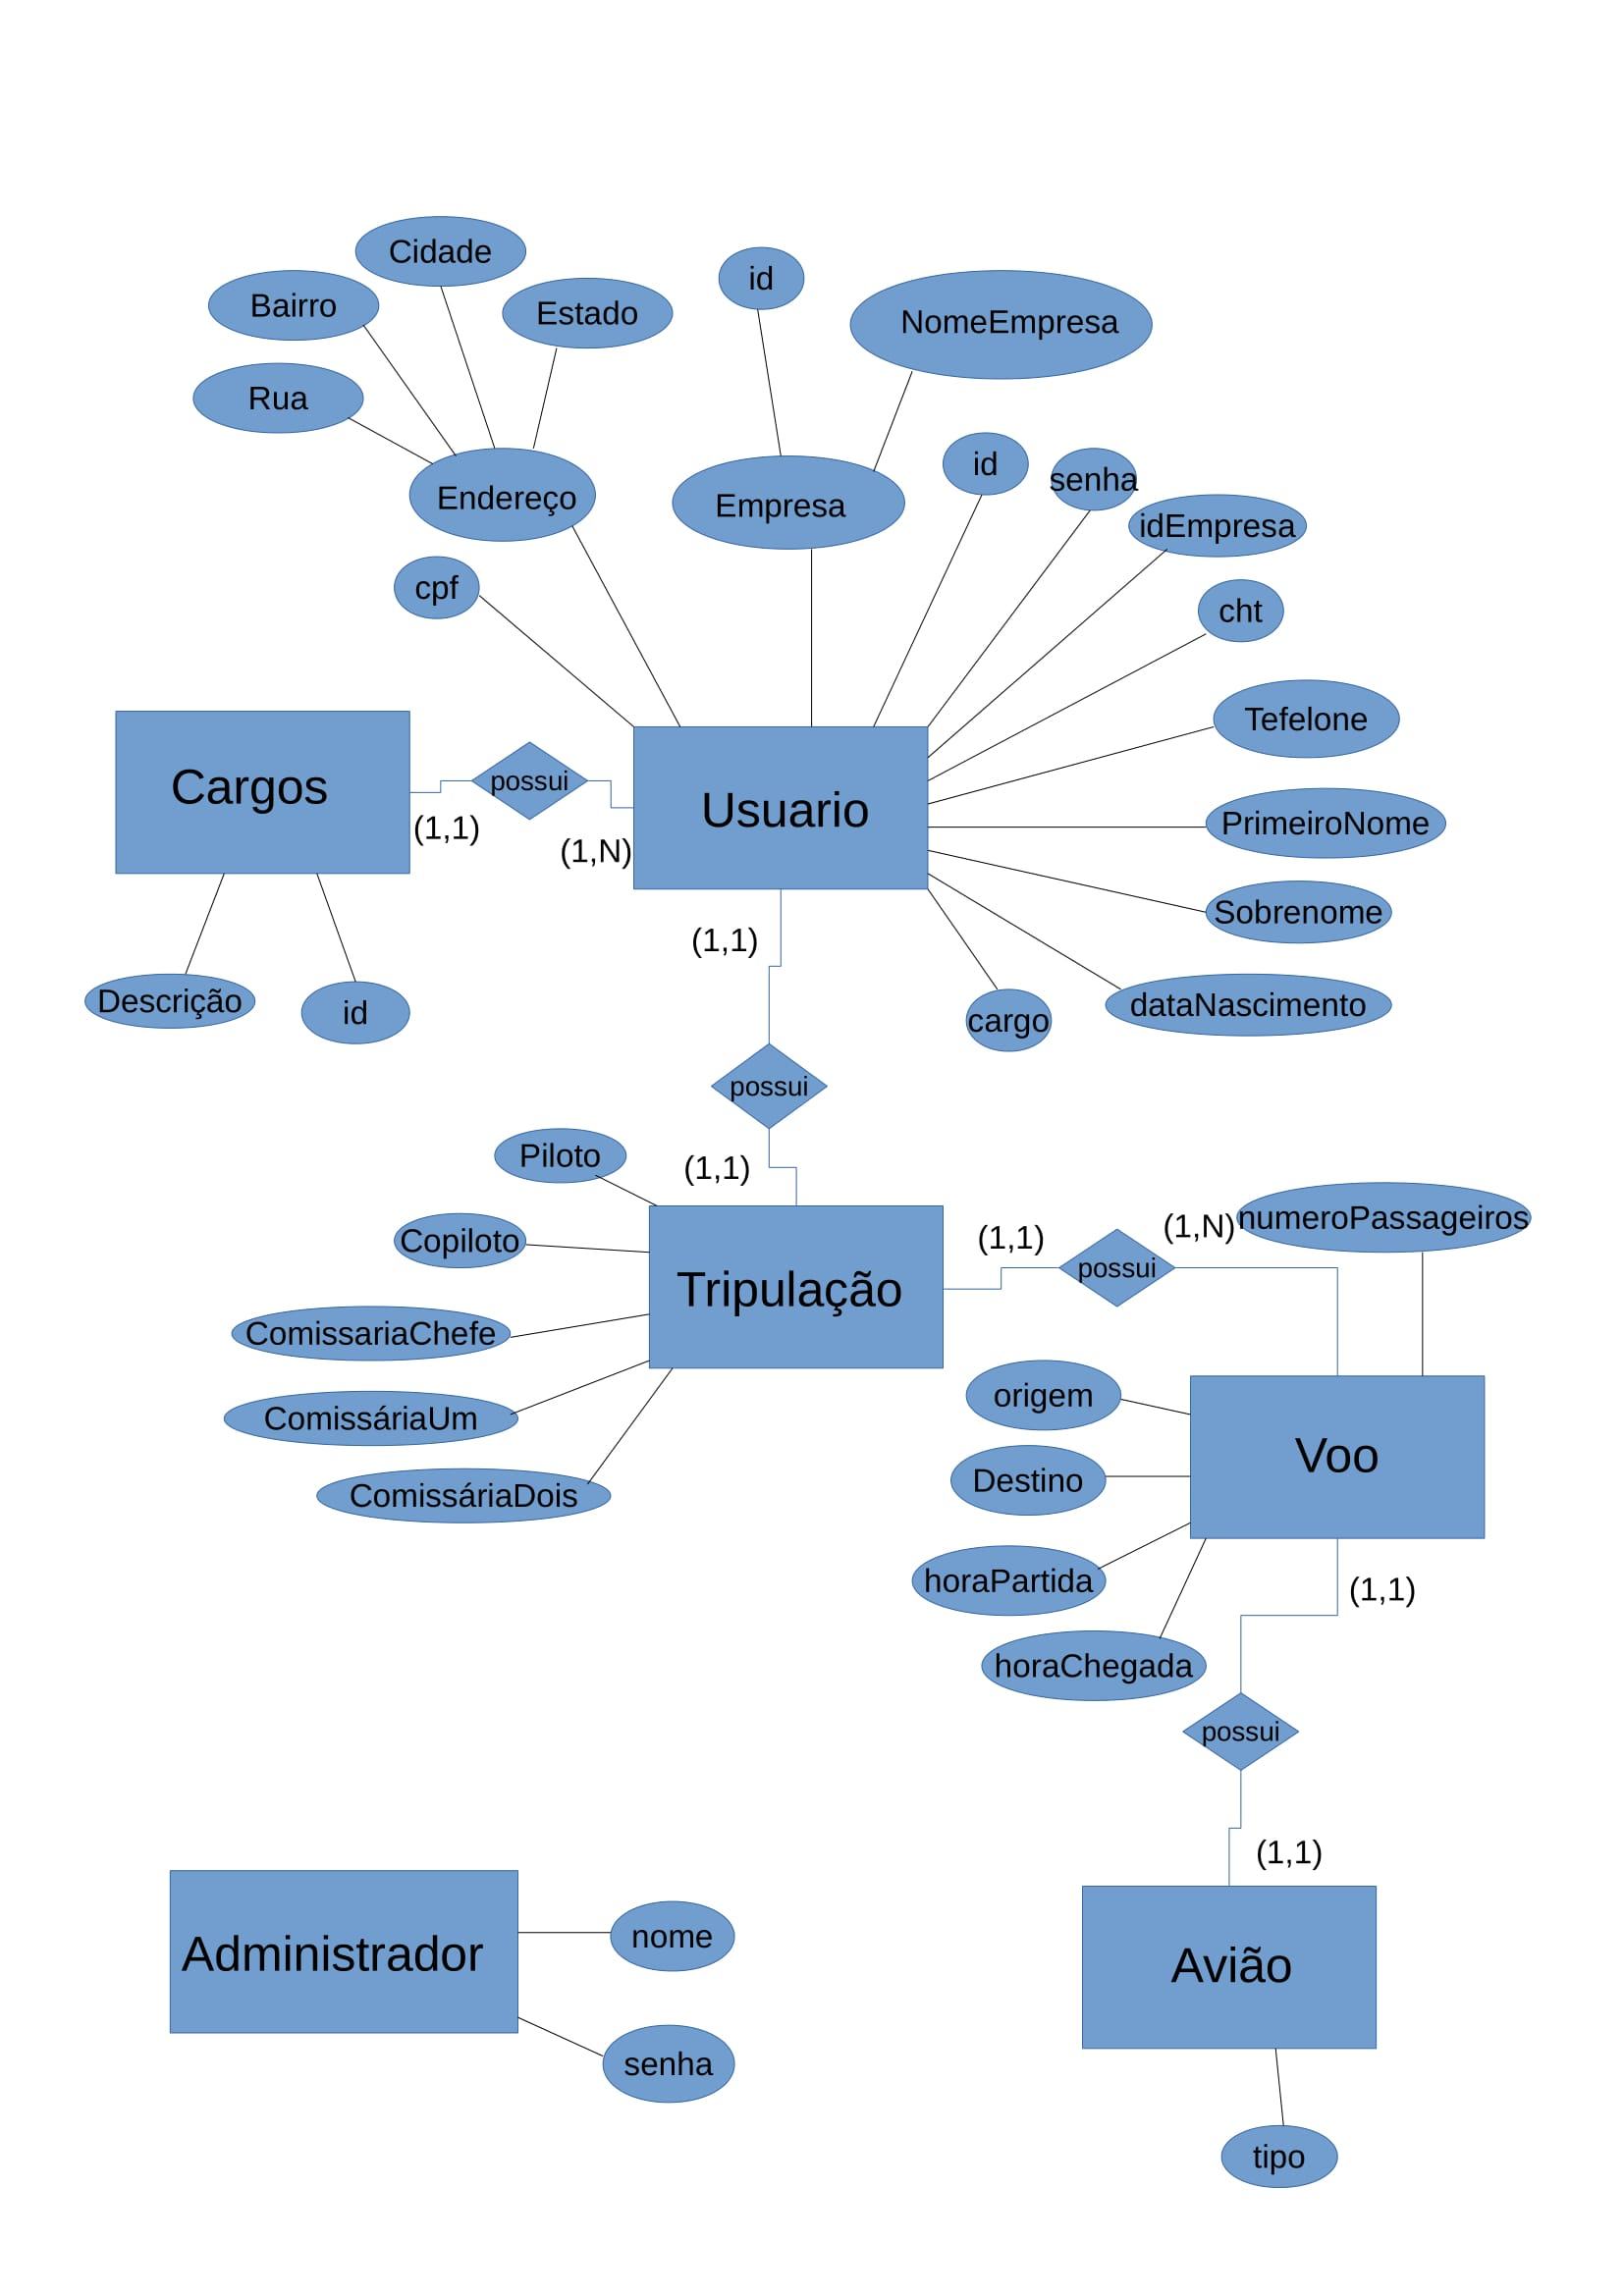 Cidade
Bairro
Estado
Rua
Endereço
id
NomeEmpresa
Empresa
id
senha
idEmpresa
cpf
cht
Tefelone
Cargos
possui
(1,1)
(1,N)
Usuario
PrimeiroNome
Sobrenome
dataNascimento
cargo
Descrição
id
(1,1)
possui
(1,1)
Piloto
Copiloto
ComissariaChefe
ComissáriaUm
ComissáriaDois
Tripulação
(1,1)
possui
(1,N)
numeroPassageiros
origem
Destino
horaPartida
horaChegada
Voo
(1,1)
possui
(1,1)
Administrador
nome
senha
Avião
tipo